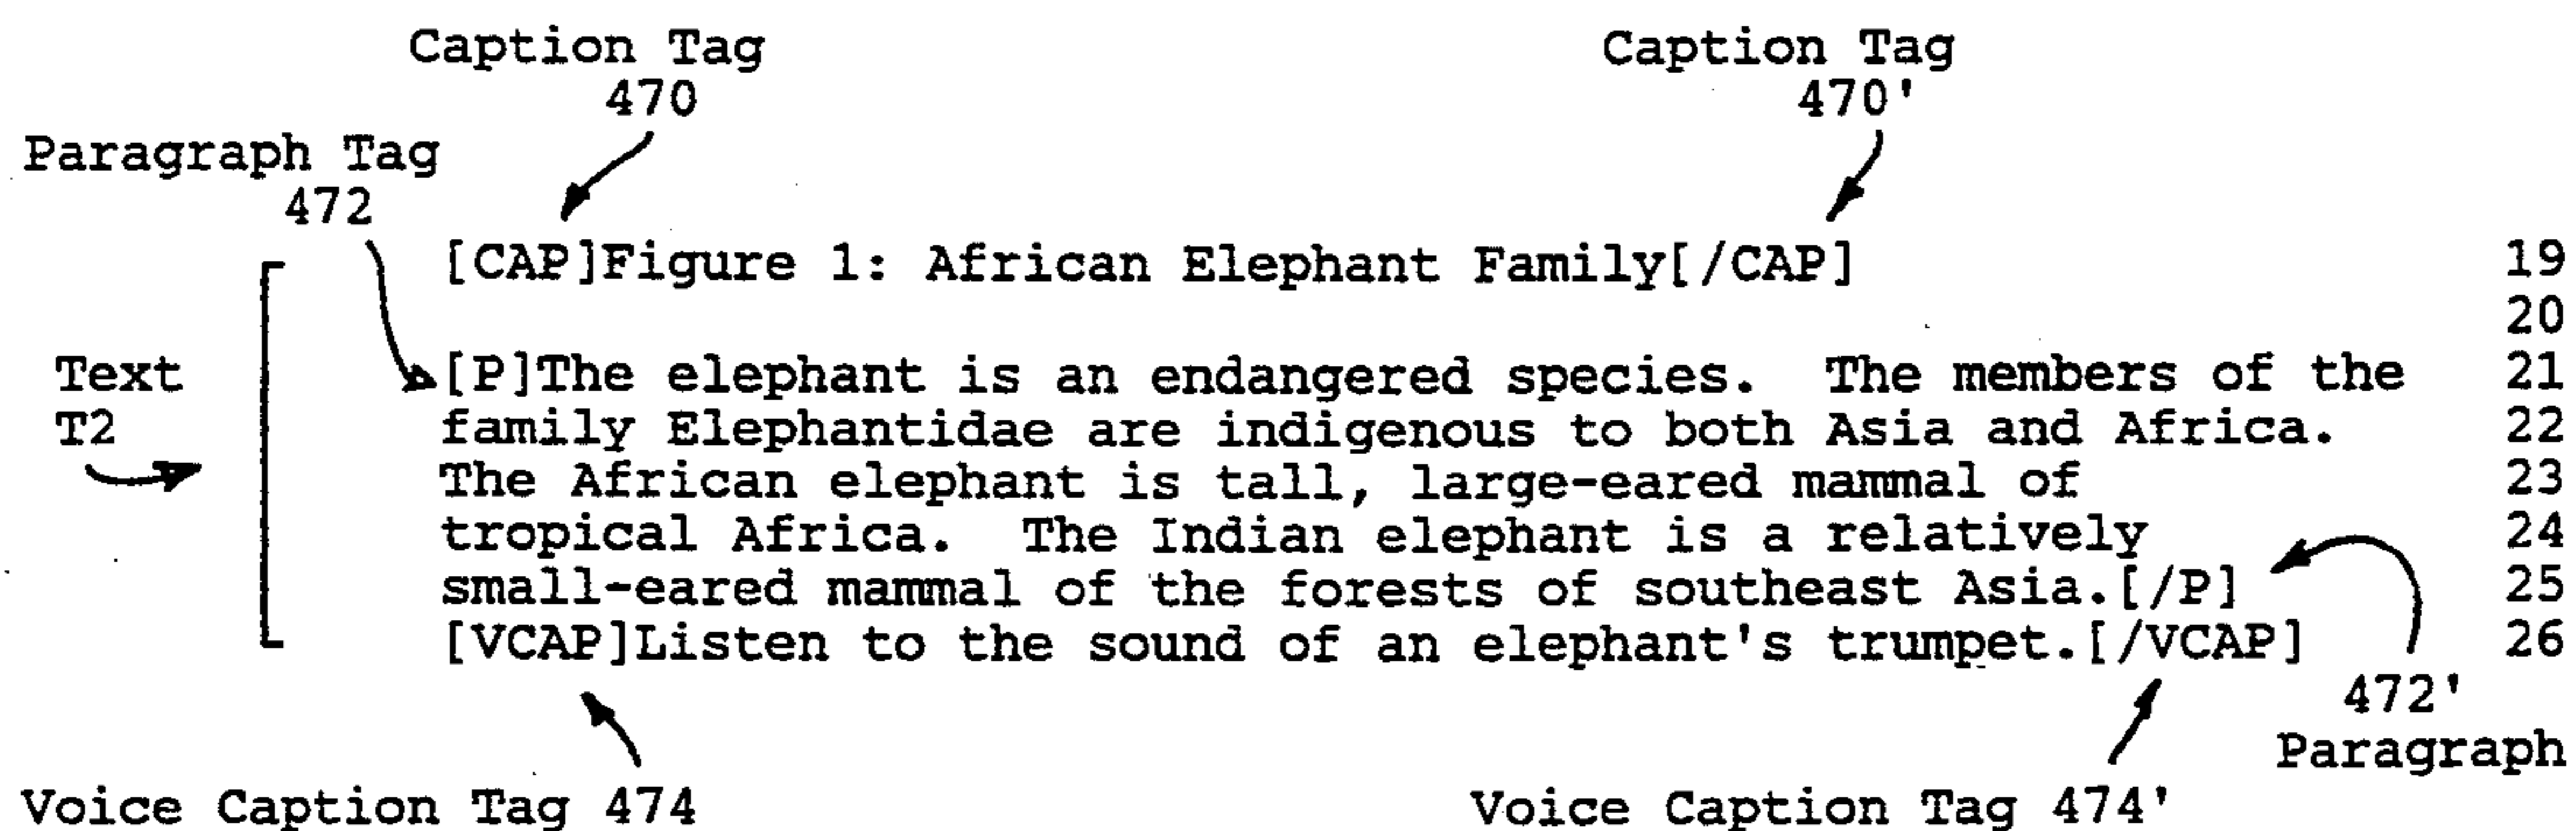 Caption Tag Caption Tag
470 470'
Paragraph Tag
472
[CAP]Figure 1: African Elephant Family[/CAP] 19
20
Text [P]The elephant is an endangered species. The members of the 21
T2 family Elephantidae are indigenous to both Asia and Africa. 22
The African elephant is tall, large-eared mammal of 23
tropical Africa. The Indian elephant is a relatively 24
small-eared mammal of the forests of southeast Asia.[/P] 25
[VCAP]Listen to the sound of an elephant's trumpet.[/VCAP] 26
472'
Paragraph
Voice Caption Tag 474 Voice Caption Tag 474'